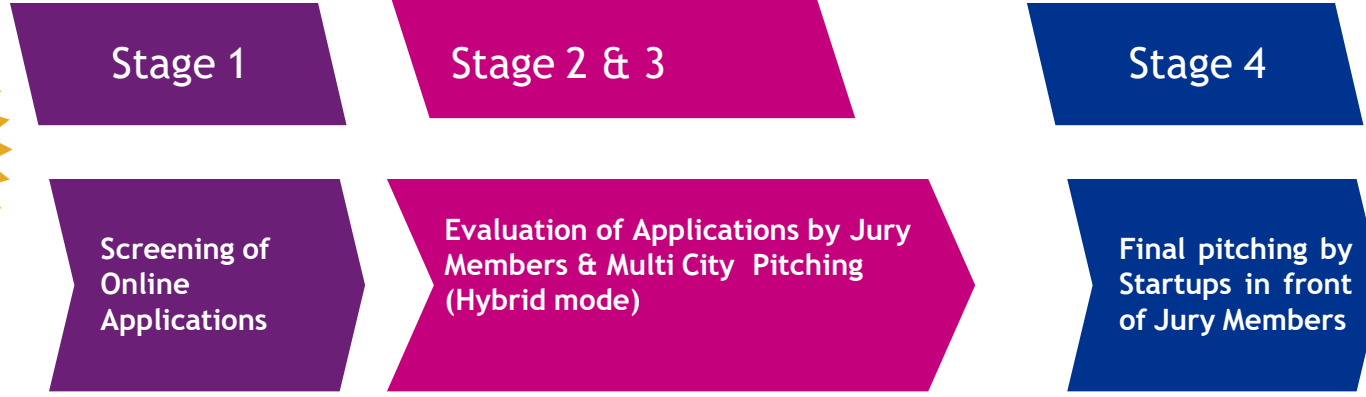 Stage 1
Stage 2 & 3
Stage 4
Screening of
Online
Applications
Evaluation of Applications by Jury
Members & Multi City Pitching
(Hybrid mode)
Final pitching by
Startups in front
of Jury Members